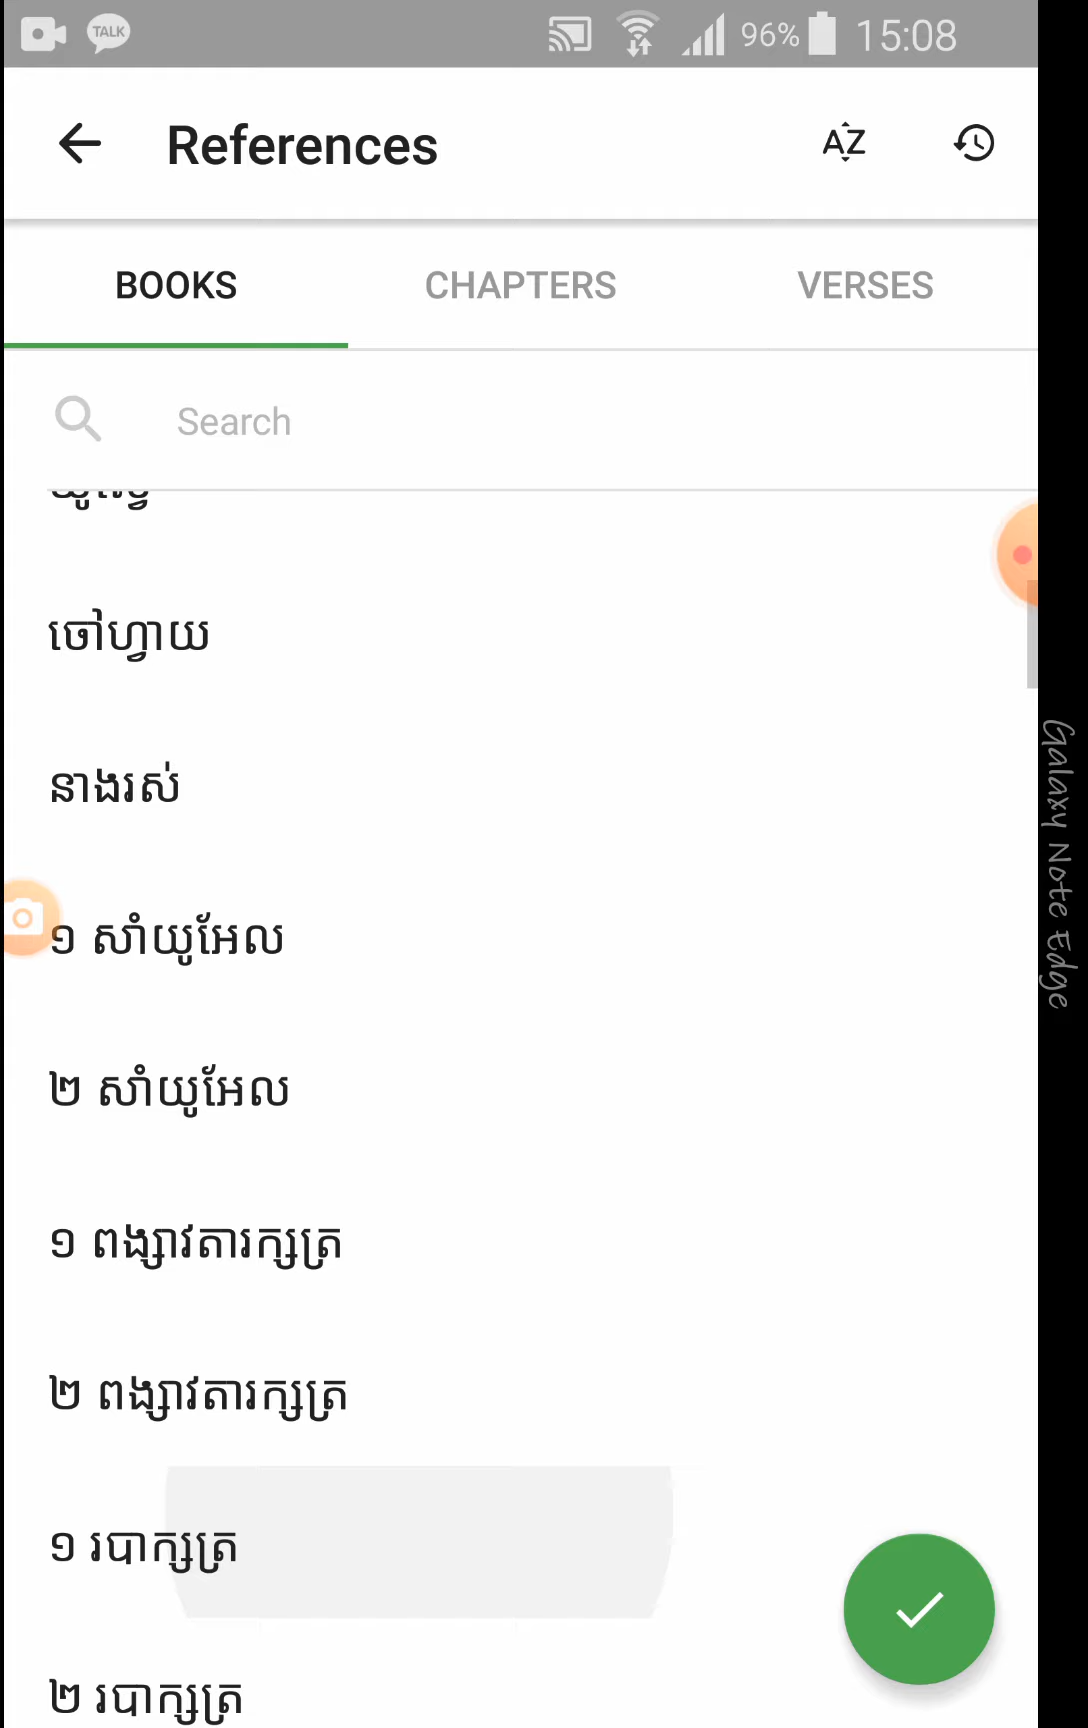 TALK
96%
15:08
References
AZ
BOOKS
CHAPTERS
VERSES
Search
ចៅហ្វាយ
នាងរស់
១ សាំយូអែល
២ សាំយូអែល
១ ពង្សាវតារក្សត្រ
២ ពង្សាវតារក្សត្រ
១ របាក្សត្រ
២ របាក្សត្រ
Galaxy Note Edge